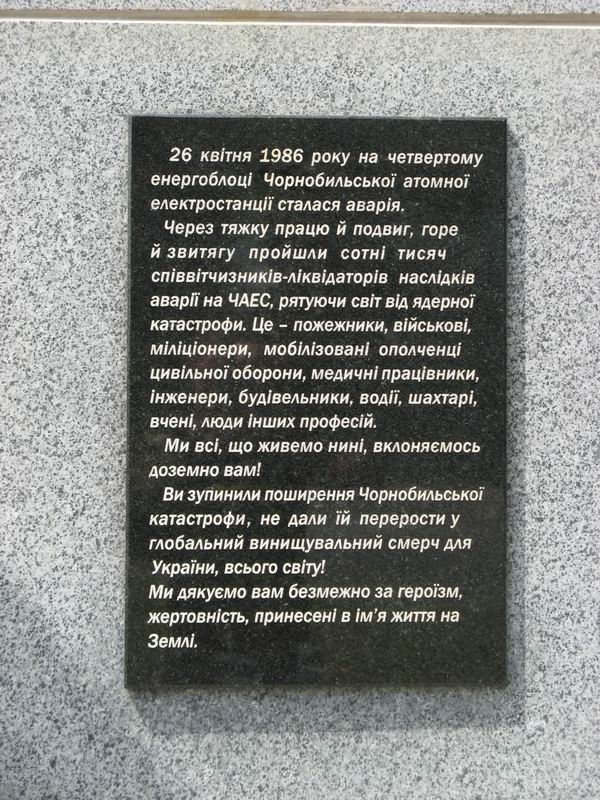 26 квітня 1986 року на четвертому
енергоблоці Чорнобильської атомної
електростанції сталася аварія.
Через тяжку працю й подвиг, горе
й звитягу пройшли сотні тисяч
співвітчизників-ліквідаторів наслідків
аварії на ЧАЕС, рятуючи світ від ядерної
катастрофи. Це – пожежники, військові,
міліціонери, мобілізовані ополченці
цивільної оборони, медичні працівники,
інженери, будівельники, водії, шахтарі,
вчені, люди інших професій.
Ми всі, що живемо нині, вклоняємось
доземно вам!
Ви зупинили поширення Чорнобильської
катастрофи, не дали їй перерости у
глобальний винищувальний смерч для
України, всього світу!
Ми дякуємо вам безмежно за героїзм,
жертовність, принесені в ім’я життя на
Землі.